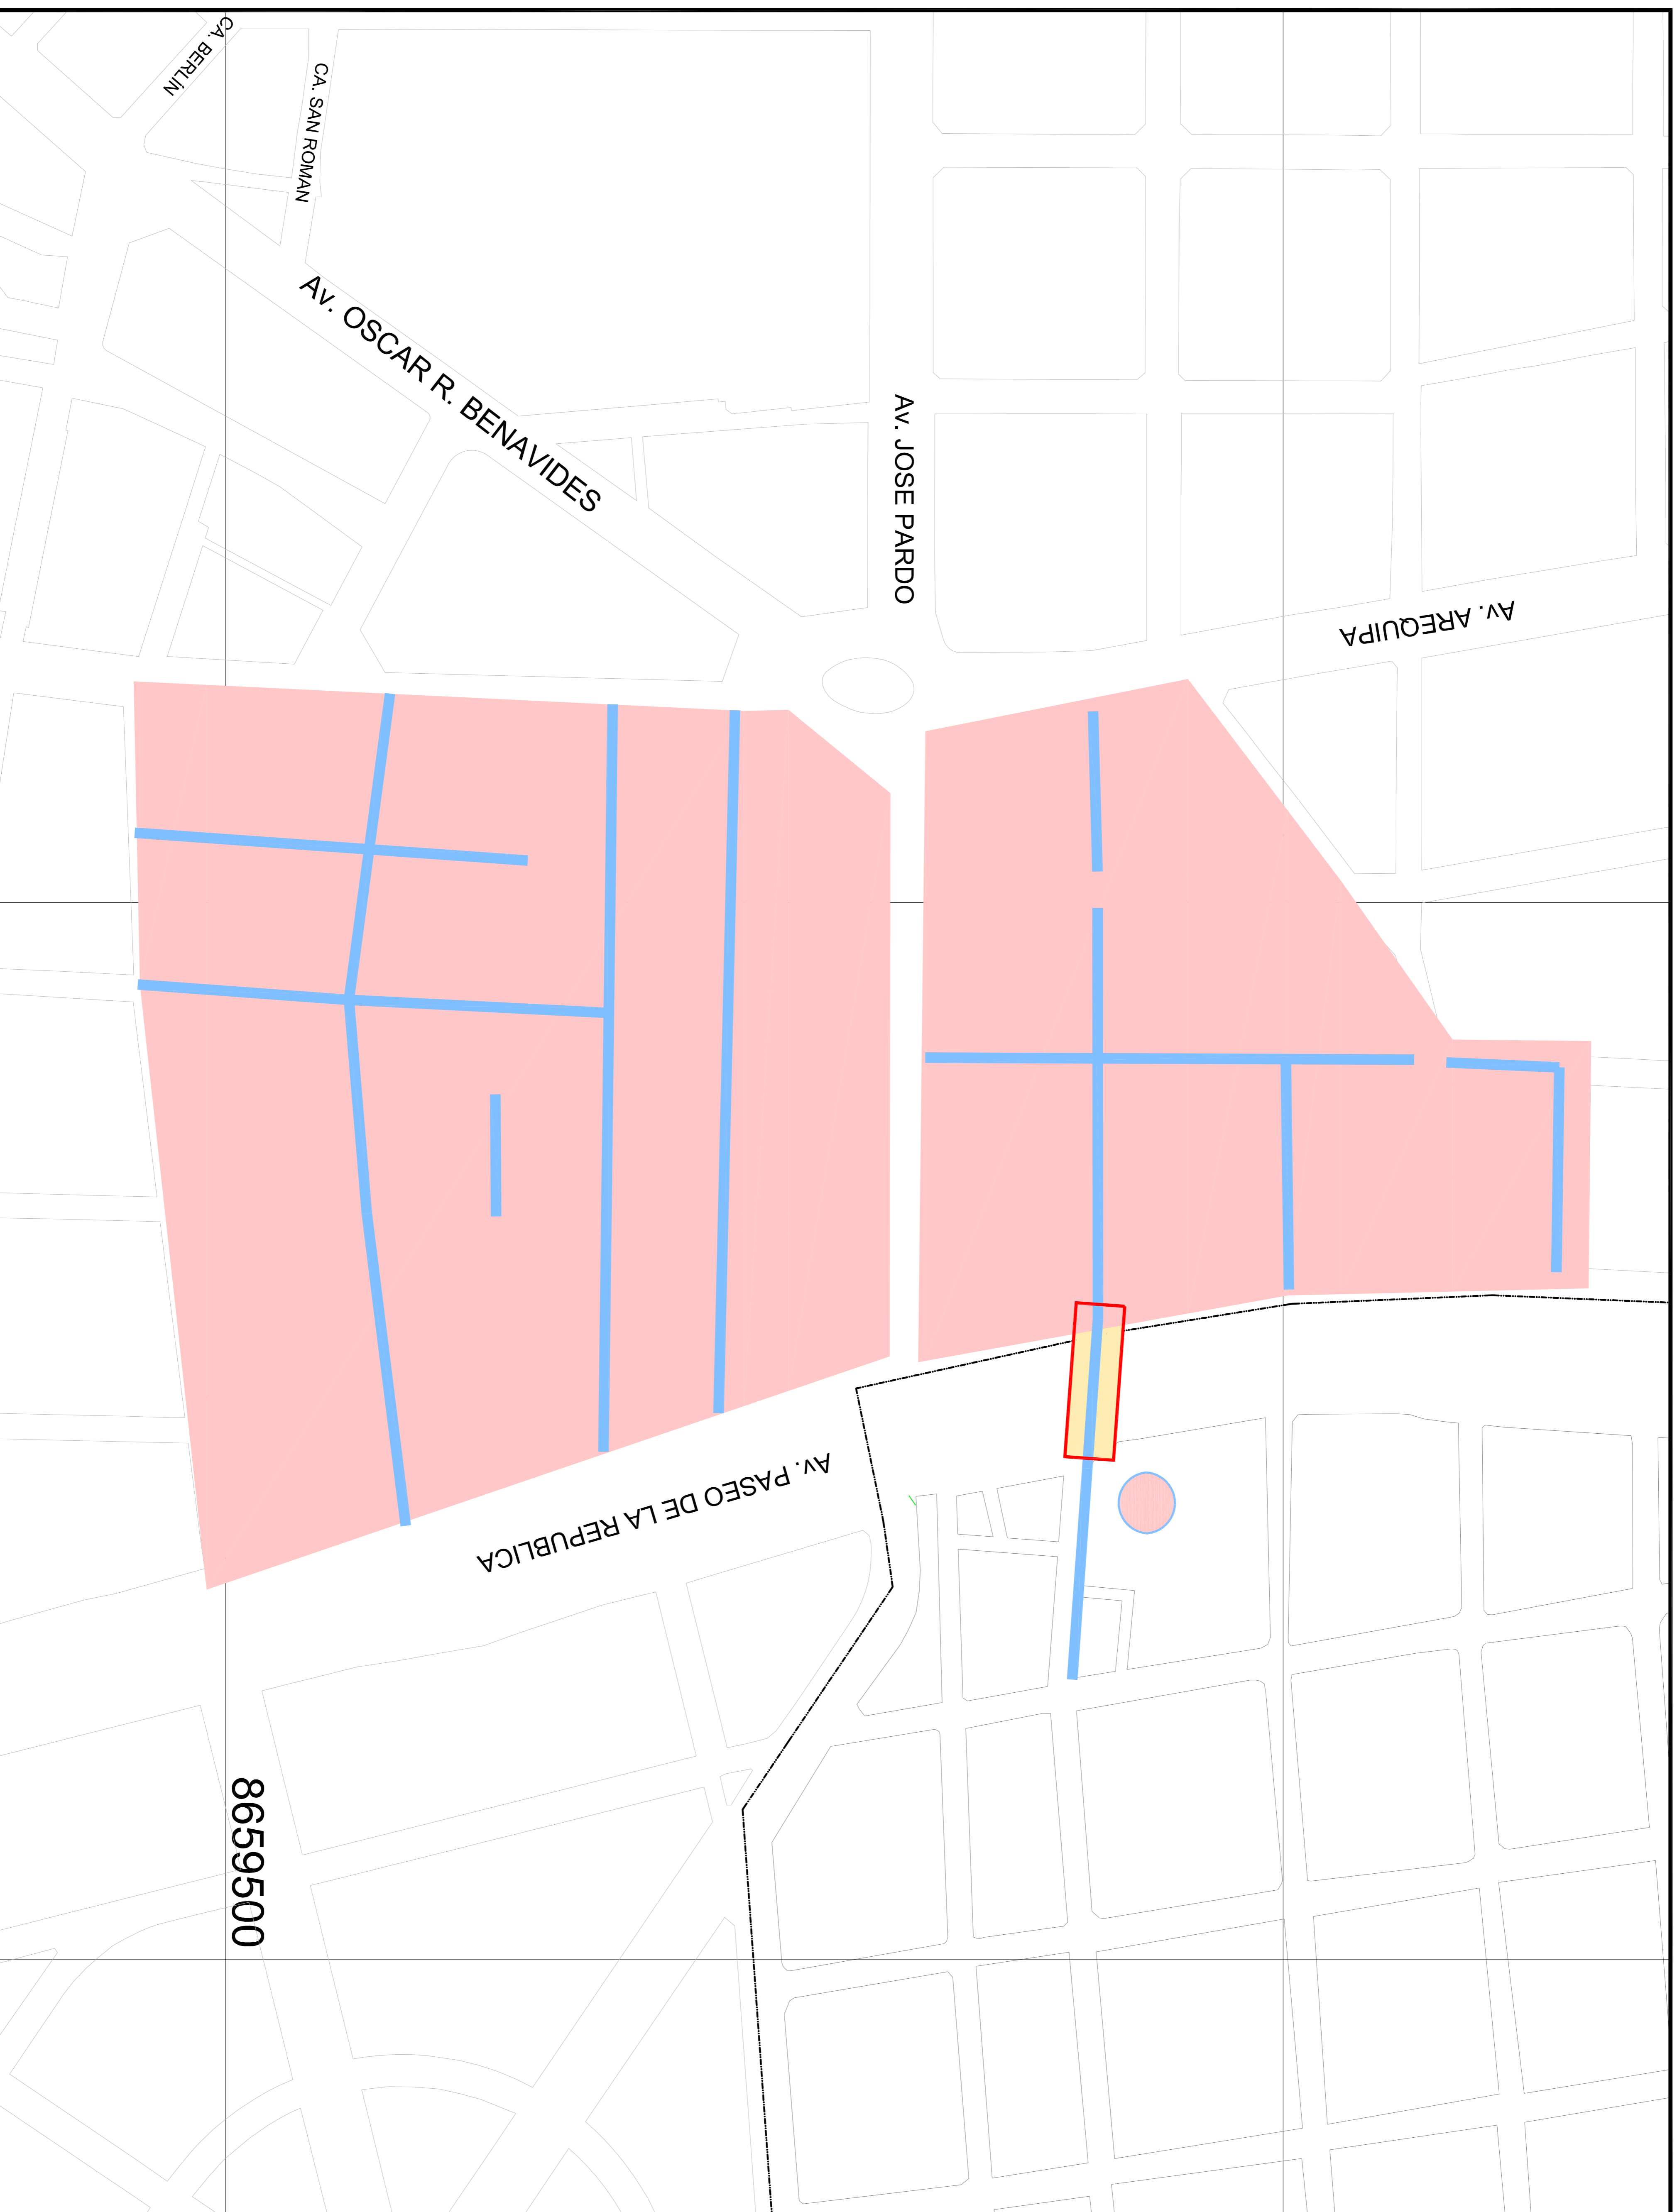 CA. BERLÍN
CA. SAN ROMAN
Av. OSCAR R. BENAVIDES
Av. JOSE PARDO
Av. AREQUIPA
Av. PASEO DE LA REPUBLICA
8659500